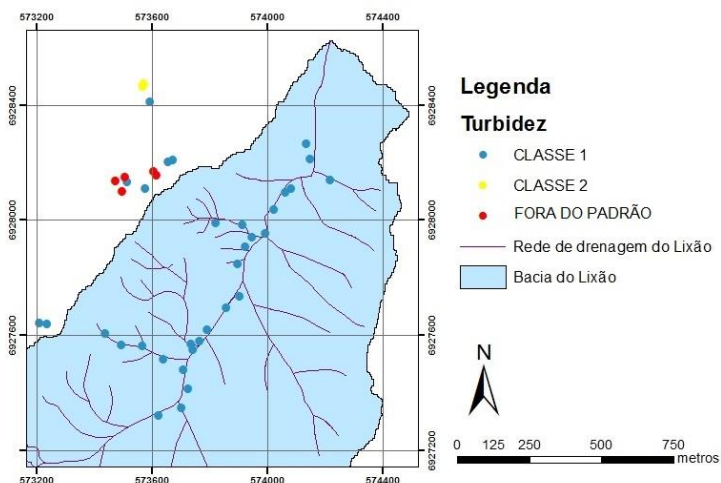 573200 573600 574000 574400
6928400
6928000
6927600
6927200
6928400
6928000
6927600
6927200
573200 573600 574000 574400
Legenda
Turbidez
CLASSE 1
CLASSE 2
FORA DO PADRÃO
Rede de drenagem do Lixão
Bacia do Lixão
N
0 125 250 500 750
metros